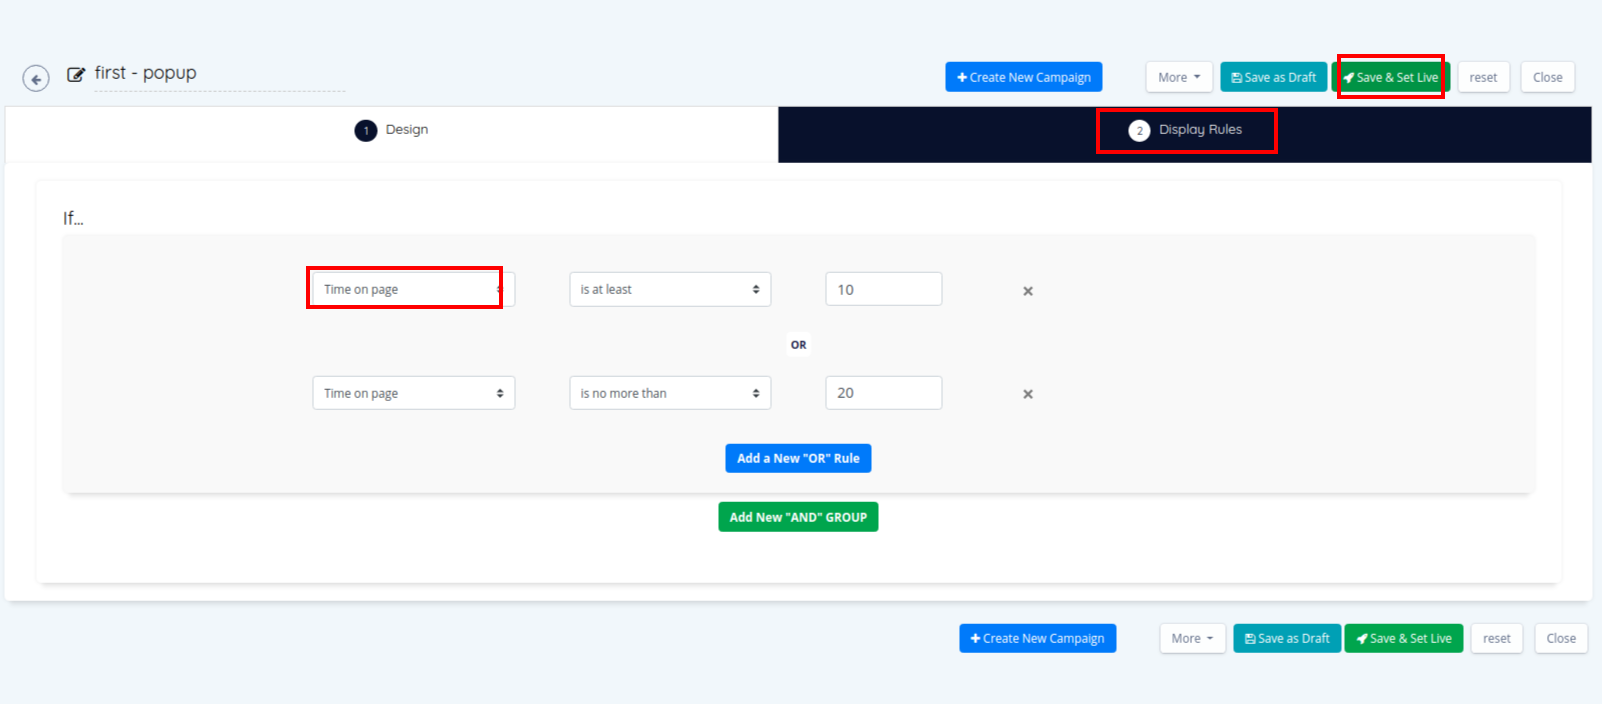 first - popup
Create New Campaign More Save as Draft Save & Set Live reset Close
1 Design 2 Display Rules
If...
Time on page is at least 10
OR
Time on page is no more than 20
Add a New "OR" Rule
Add New "AND" GROUP
Create New Campaign More Save as Draft Save & Set Live reset Close